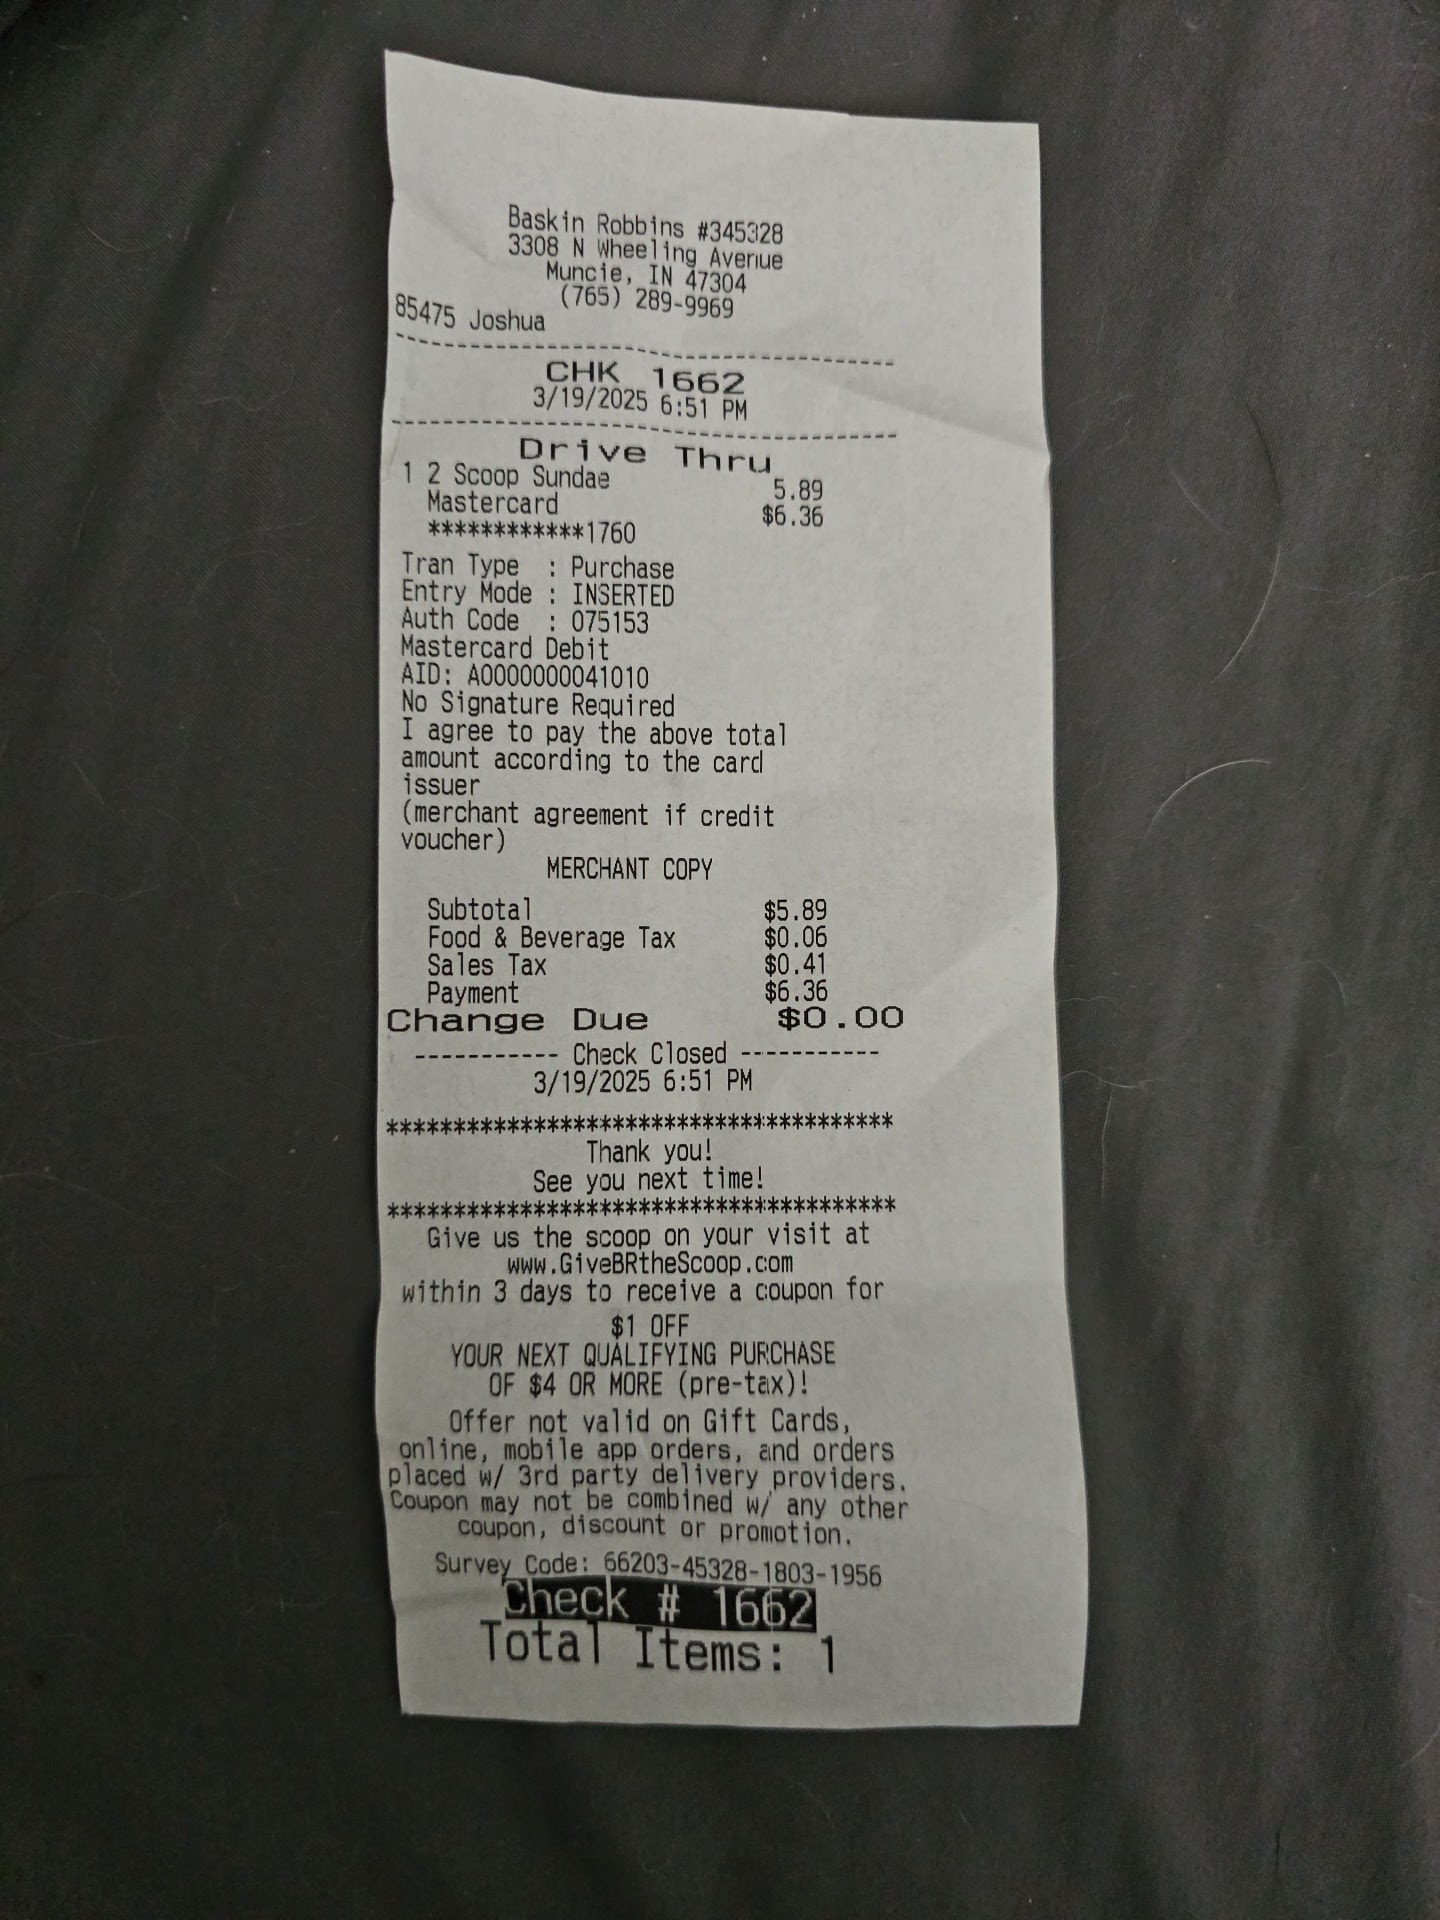 Baskin Robbins #345328
3308 N Wheeling Avenue
Muncie, IN 47304
(765) 289-9969
85475 Joshua
----------------------------------------
CHK 1662
3/19/2025 6:51 PM
----------------------------------------
Drive Thru
1 2 Scoop Sundae 5.89
Mastercard $6.36
************1760
Tran Type : Purchase
Entry Mode : INSERTED
Auth Code : 075153
Mastercard Debit
AID: A0000000041010
No Signature Required
I agree to pay the above total
amount according to the card
issuer
(merchant agreement if credit
voucher)
MERCHANT COPY
Subtotal $5.89
Food & Beverage Tax $0.06
Sales Tax $0.41
Payment $6.36
Change Due $0.00
----------- Check Closed -----------
3/19/2025 6:51 PM
***************************************
Thank you!
See you next time!
***************************************
Give us the scoop on your visit at
www.GiveBRtheScoop.com
within 3 days to receive a coupon for
$1 OFF
YOUR NEXT QUALIFYING PURCHASE
OF $4 OR MORE (pre-tax)!
Offer not valid on Gift Cards,
online, mobile app orders, and orders
placed w/ 3rd party delivery providers.
Coupon may not be combined w/ any other
coupon, discount or promotion.
Survey Code: 66203-45328-1803-1956
Check # 1662
Total Items: 1